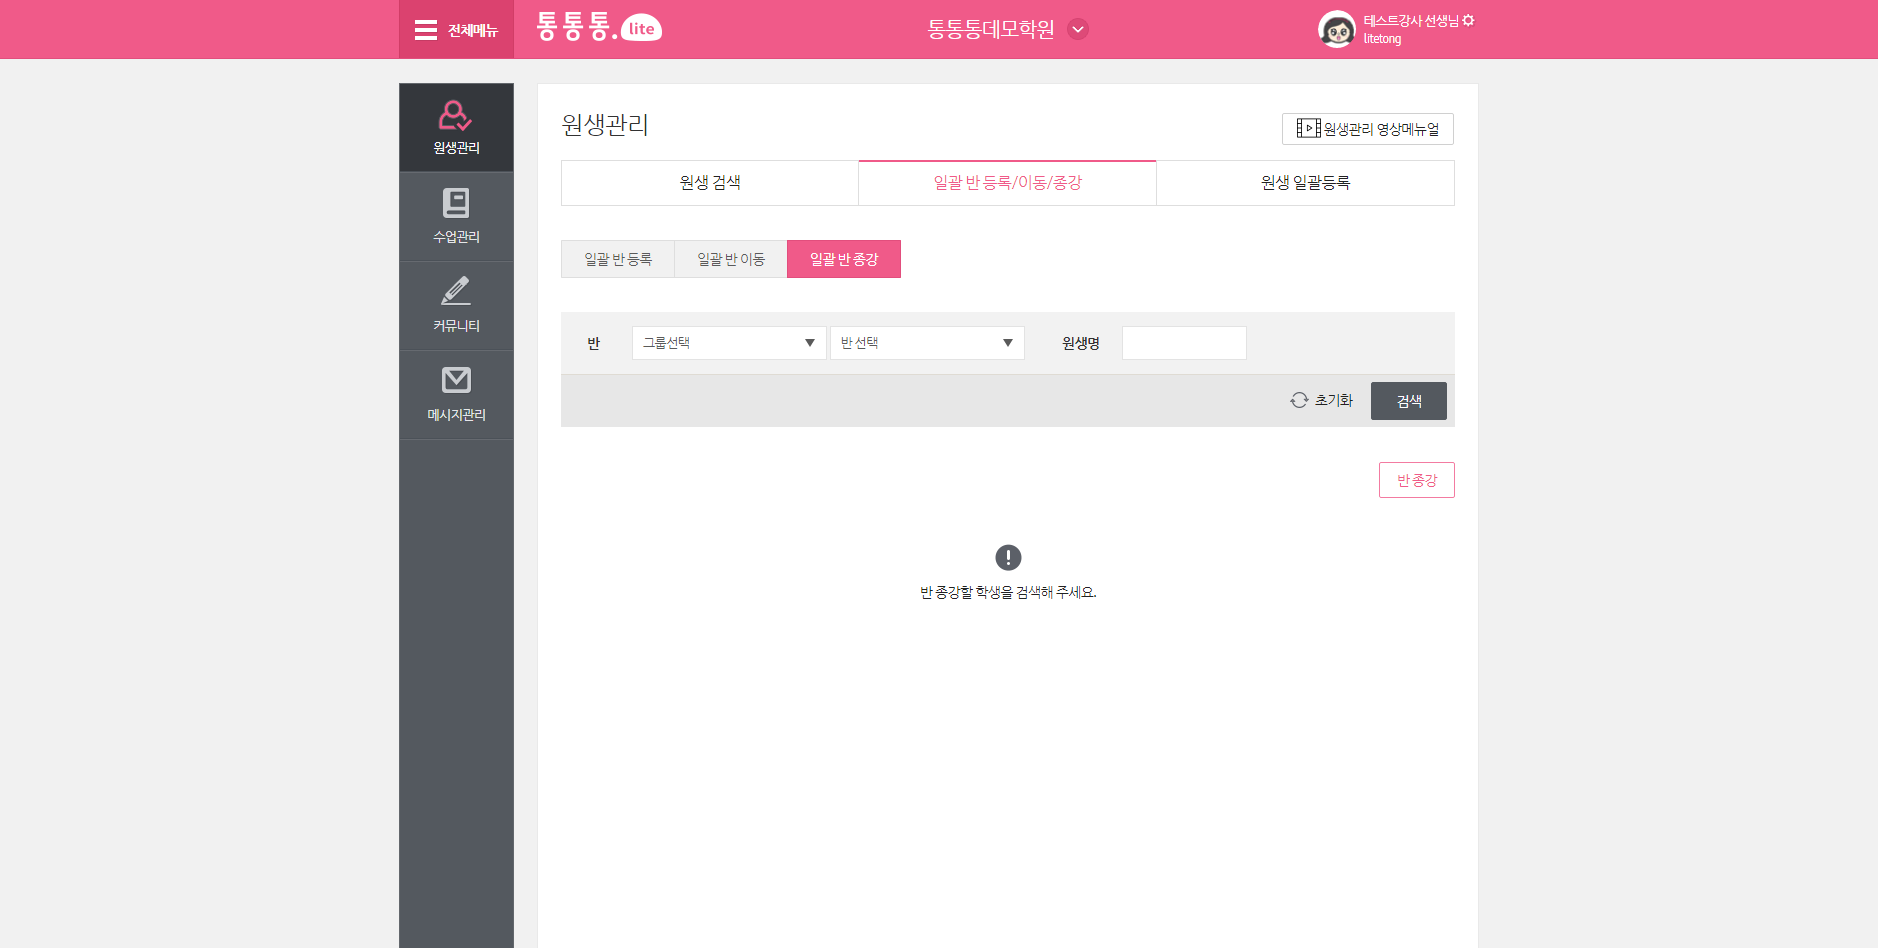 전체메뉴
통통통.lite
통통통데모학원
테스트강사 선생님
litetong
원생관리
수업관리
커뮤니티
메시지관리
원생관리
원생관리 영상메뉴얼
원생 검색
일괄 반 등록/이동/종강
원생 일괄등록
일괄 반 등록
일괄 반 이동
일괄 반 종강
반
그룹선택
반 선택
원생명
초기화
검색
반 종강
반 종강할 학생을 검색해 주세요.